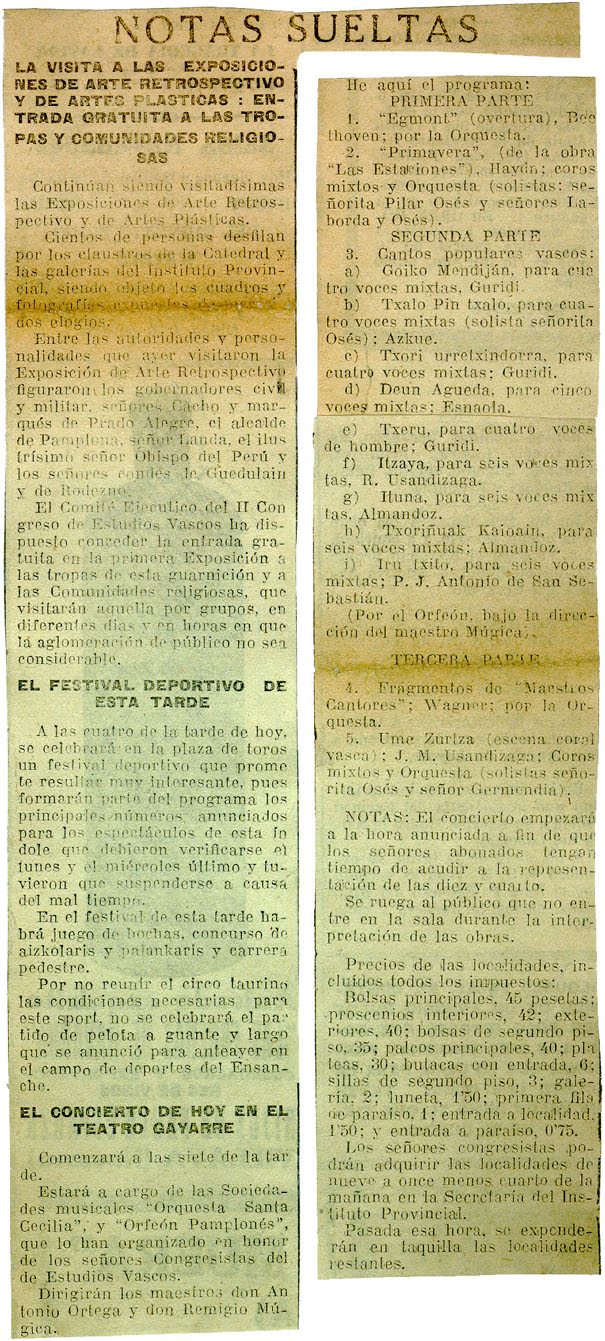 NOTAS SUELTAS
LA VISITA A LAS EXPOSICIO-
NES DE ARTE RETROSPECTIVO
Y DE ARTES PLASTICAS : EN-
TRADA GRATUITA A LAS TRO-
PAS Y COMUNIDADES RELIGIO-
SAS
Continúan siendo visitadísimas
las Exposiciones de Arte Retros-
pectivo y de Artes Plásticas.
Cientos de personas desfilan
por los claustros de la Catedral y
las galerías del Instituto Provin-
cial, siendo objeto los cuadros y
fotografías
dos elogios.
Entre las autoridades y perso-
nalidades que ayer visitaron la
Exposición de Arte Retrospectivo
figuraron los gobernadores civil
y militar, señores Cacho y mar-
qués de Prado Alegre, el alcalde
de Pamplona, señor Landa, el ilus
trísimo señor Obispo del Perú y
los señores condes de Guedulain
y de Rodezno.
El Comité Ejecutico del II Con
greso de Estudios Vascos ha dis-
puesto conceder la entrada gra-
tuita en la primera Exposición a
las tropas de esta guarnición y a
las Comunidades religiosas, que
visitarán aquella por grupos, en
diferentes dias y en horas en que
la aglomeración de público no sea
considerable.
EL FESTIVAL DEPORTIVO DE
ESTA TARDE
A las cuatro de la tarde de hoy,
se celebrará en la plaza de toros
un festival deportivo que prome
te resultar muy interesante, pues
formarán parte del programa los
principales números, anunciados
para los espectáculos de esta ín
dole que debieron verificarse el
lunes y el miércoles último y tu-
vieron que suspenderse a causa
del mal tiempo.
En el festival de esta tarde ha-
brá juego de bochas, concurso de
aizkolaris y palankaris y carrera
pedestre.
Por no reunir el circo taurino
las condiciones necesarias para
este sport, no se celebrará el par
tido de pelota a guante y largo
que se anunció para anteayer en
el campo de deportes del Ensan-
che.
EL CONCIERTO DE HOY EN EL
TEATRO GAYARRE
Comenzará a las siete de la tar
de.
Estará a cargo de las Socieda-
des musicales "Orquesta Santa
Cecilia", y "Orfeón Pamplonés",
que lo han organizado en honor
de los señores Congresistas del
de Estudios Vascos.
Dirigirán los maestros don An
tonio Ortega y don Remigio Mú-
gica.
He aquí el programa:
PRIMERA PARTE
1. "Egmont" (overtura), Bee
thoven; por la Orquesta.
2. "Primavera", (de la obra
"Las Estaciones"), Haydn; coros
mixtos y Orquesta (solistas: se-
ñorita Pilar Osés y señores La-
borda y Osés).
SEGUNDA PARTE
3. Cantos populares vascos:
a) Goiko Mendiján, para cua
tro voces mixtas, Guridi.
b) Txalo Pin txalo, para cua-
tro voces mixtas (solista señorita
Osés); Azkue.
c) Txori urretxindorra, para
cuatro voces mixtas; Guridi.
d) Deun Agueda, para cinco
voces mixtas; Esnaola.
e) Txeru, para cuatro voces
de hombre; Guridi.
f) Itzaya, para seis voces mix
tas, R. Usandizaga.
g) Ituna, para seis voces mix
tas, Almandoz.
h) Txoriñuak Kaioain, para
seis voces mixtas; Almandoz.
i) Iru txito, para seis voces
mixtas; P. J. Antonio de San Se-
bastián.
(Por el Orfeón, bajo la direc-
ción del maestro Múgica).
TERCERA PARTE
4. Fragmentos de "Maestros
Cantores"; Wagner; por la Or-
questa.
5. Ume Zurtza (escena coral
vasca); J. M. Usandizaga; Coros
mixtos y Orquesta (solistas seño-
rita Osés y señor Germendia).
NOTAS: El concierto empezará
a la hora anunciada a fin de que
los señores abonados tengan
tiempo de acudir a la represen-
tación de las diez y cuarto.
Se ruega al público que no en-
tre en la sala durante la inter-
pretación de las obras.
Precios de las localidades, in-
cluídos todos los impuestos:
Bolsas principales, 45 pesetas;
proscenios interiores, 42; exte-
riores, 40; bolsas de segundo pi-
so, 35; palcos principales, 40; pla
teas, 30; butacas con entrada, 6;
sillas de segundo piso, 3; gale-
ría, 2; luneta, 1'50; primera fila
de paraíso, 1; entrada a localidad,
1'50; y entrada a paraíso, 0'75.
Los señores congresistas po-
drán adquirir las localidades de
nueve a once menos cuarto de la
mañana en la Secretaría del Ins-
tituto Provincial.
Pasada esa hora, se expende-
rán en taquilla las localidades
restantes.